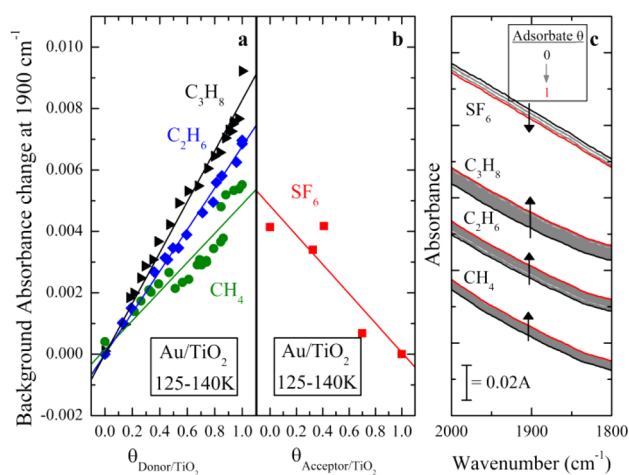 Background Absorbance change at 1900 cm⁻¹
0.010
0.008
0.006
0.004
0.002
0.000
-0.002
a
C₃H₈
C₂H₆
CH₄
Au/TiO₂
125-140K
0.0 0.2 0.4 0.6 0.8 1.0
θDonor/TiO₂
b
SF₆
Au/TiO₂
125-140K
0.0 0.2 0.4 0.6 0.8 1.0
θAcceptor/TiO₂
c
Absorbance
Adsorbate θ
0
1
SF₆
C₃H₈
C₂H₆
CH₄
= 0.02A
2000 1900 1800
Wavenumber (cm⁻¹)